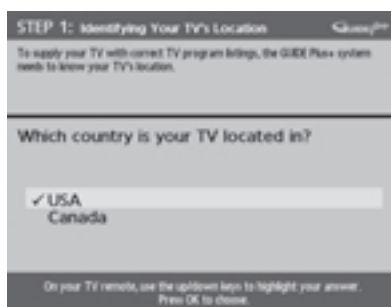 STEP 1: Identifying Your TV's Location
To supply your TV with correct TV program listings, the GUIDE Plus+ system
needs to know your TV's location.
Which country is your TV located in?
✓ USA
Canada
On your TV remote, use the up/down keys to highlight your answer.
Press OK to choose.